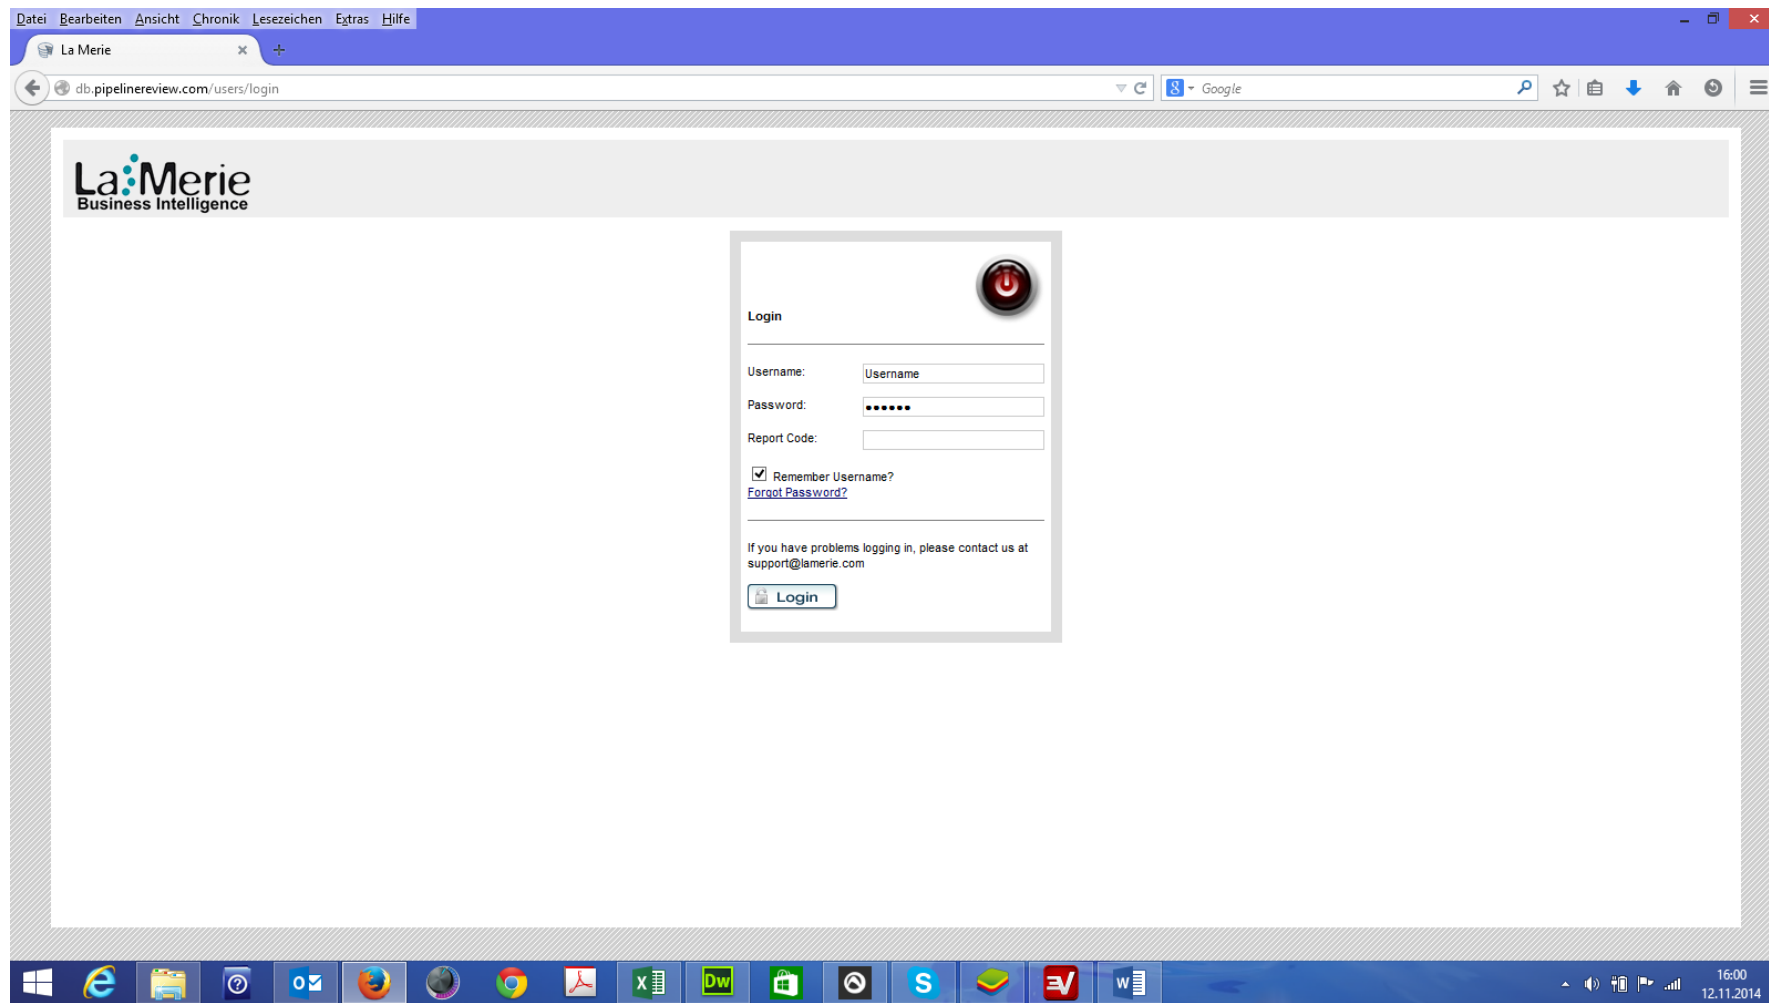 Datei Bearbeiten Ansicht Chronik Lesezeichen Extras Hilfe
La Merie
db.pipelinereview.com/users/login
8 Google
La Merie
Business Intelligence
Login
Username: Username
Password: ••••••
Report Code:
Remember Username?
Forgot Password?
If you have problems logging in, please contact us at
support@lamerie.com
Login
16:00
12.11.2014